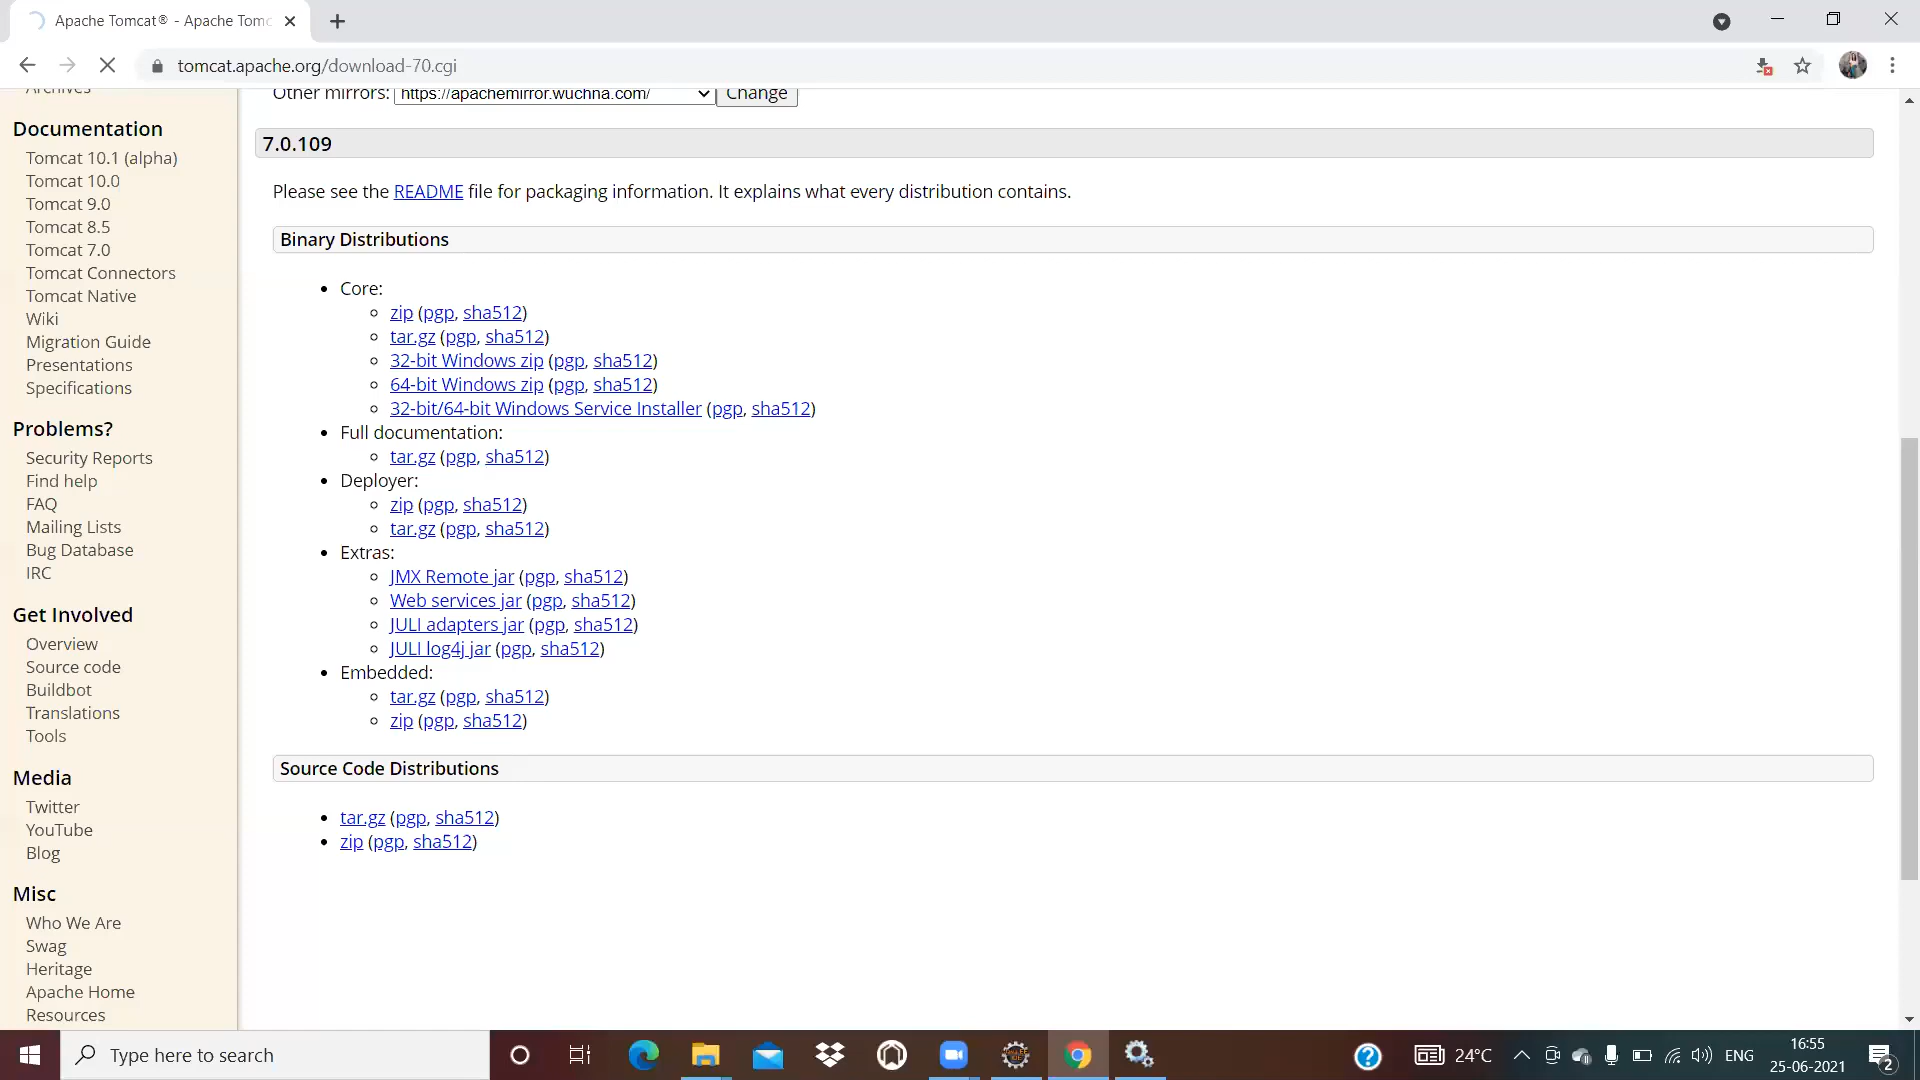 Apache Tomcat® - Apache Tomc
tomcat.apache.org/download-70.cgi
Archives
Documentation
Tomcat 10.1 (alpha)
Tomcat 10.0
Tomcat 9.0
Tomcat 8.5
Tomcat 7.0
Tomcat Connectors
Tomcat Native
Wiki
Migration Guide
Presentations
Specifications
Problems?
Security Reports
Find help
FAQ
Mailing Lists
Bug Database
IRC
Get Involved
Overview
Source code
Buildbot
Translations
Tools
Media
Twitter
YouTube
Blog
Misc
Who We Are
Swag
Heritage
Apache Home
Resources
Other mirrors: https://apachemirror.wuchna.com/ Change
7.0.109
Please see the README file for packaging information. It explains what every distribution contains.
Binary Distributions
Core:
zip (pgp, sha512)
tar.gz (pgp, sha512)
32-bit Windows zip (pgp, sha512)
64-bit Windows zip (pgp, sha512)
32-bit/64-bit Windows Service Installer (pgp, sha512)
Full documentation:
tar.gz (pgp, sha512)
Deployer:
zip (pgp, sha512)
tar.gz (pgp, sha512)
Extras:
JMX Remote jar (pgp, sha512)
Web services jar (pgp, sha512)
JULI adapters jar (pgp, sha512)
JULI log4j jar (pgp, sha512)
Embedded:
tar.gz (pgp, sha512)
zip (pgp, sha512)
Source Code Distributions
tar.gz (pgp, sha512)
zip (pgp, sha512)
Type here to search
24°C
ENG
16:55
25-06-2021
2